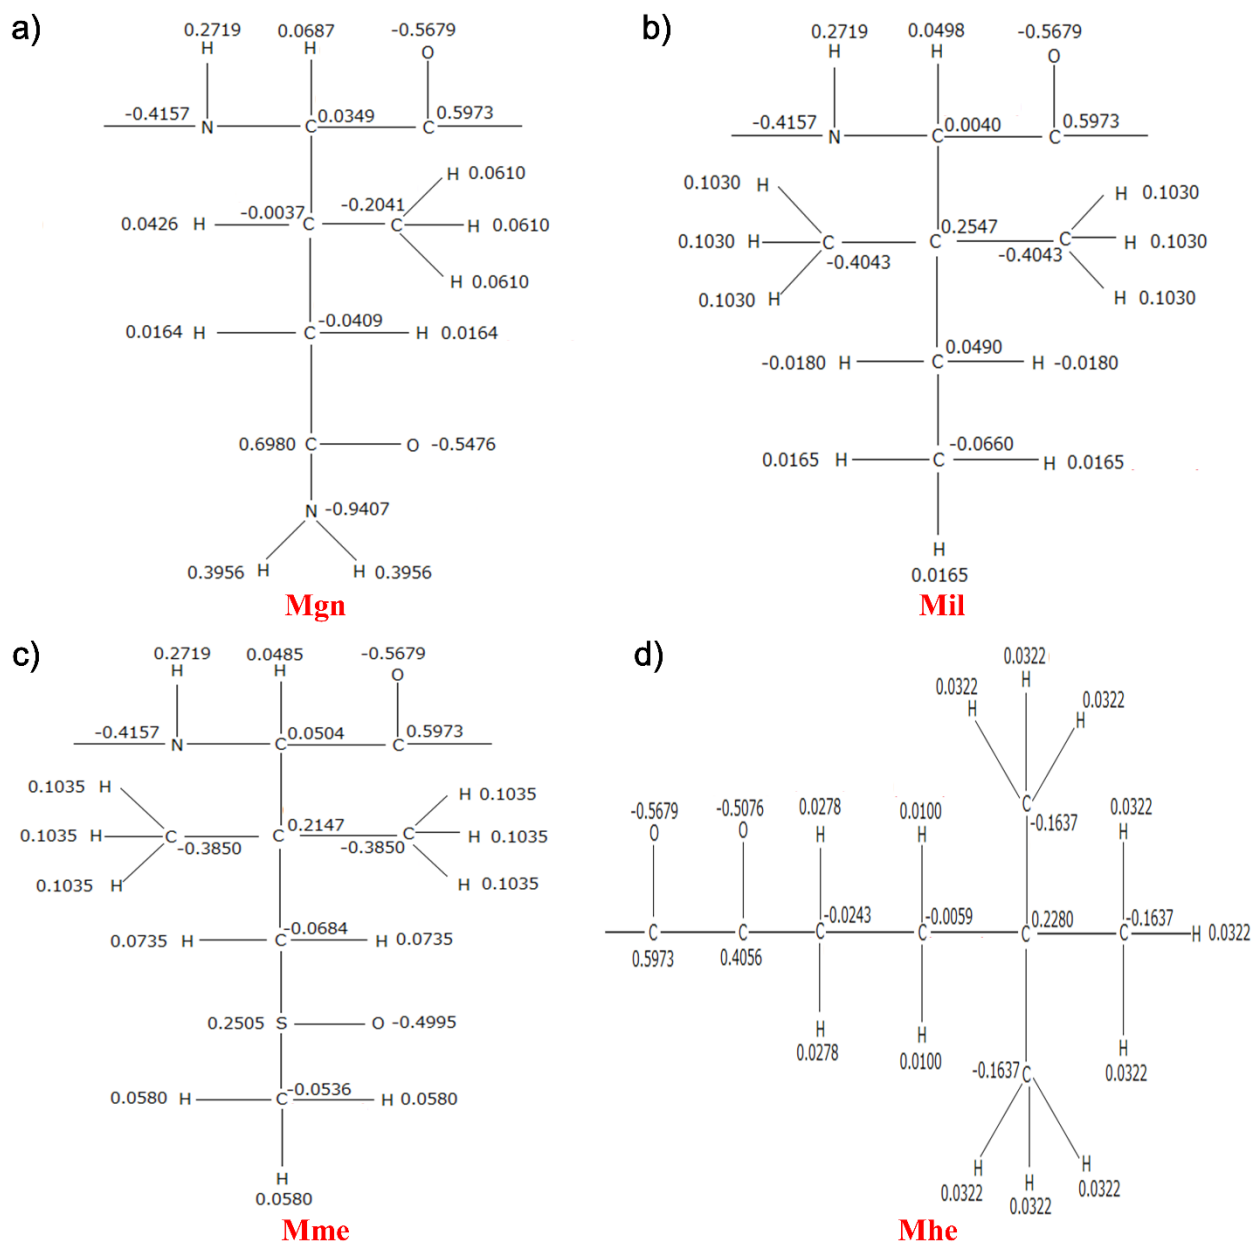 a)
0.2719 0.0687 -0.5679
H H O
-0.4157 0.0349 0.5973
N C C
H 0.0610
0.0426 H -0.0037 C -0.2041 C H 0.0610
H 0.0610
-0.0409
0.0164 H C H 0.0164
0.6980 C O -0.5476
N -0.9407
0.3956 H H 0.3956
Mgn
b)
0.2719 0.0498 -0.5679
H H O
-0.4157 0.0040 0.5973
N C C
0.1030 H H 0.1030
0.2547
0.1030 H C C C H 0.1030
-0.4043 -0.4043
0.1030 H H 0.1030
0.0490
-0.0180 H C H -0.0180
-0.0660
0.0165 H C H 0.0165
H
0.0165
Mil
c)
0.2719 0.0485 -0.5679
H H O
-0.4157 0.0504 0.5973
N C C
0.1035 H H 0.1035
0.2147
0.1035 H C C C H 0.1035
-0.3850 -0.3850
0.1035 H H 0.1035
-0.0684
0.0735 H C H 0.0735
0.2505 S O -0.4995
-0.0536
0.0580 H C H 0.0580
H
0.0580
Mme
d)
0.0322
H
0.0322 0.0322
H H
C
-0.1637
-0.5679 -0.5076 0.0278 0.0100 0.0322
O O H H H
-0.0243 -0.0059 0.2280 -0.1637
C C C C C C H 0.0322
0.5973 0.4056
H H H
0.0278 0.0100 0.0322
-0.1637 C
H H H
0.0322 0.0322 0.0322
Mhe